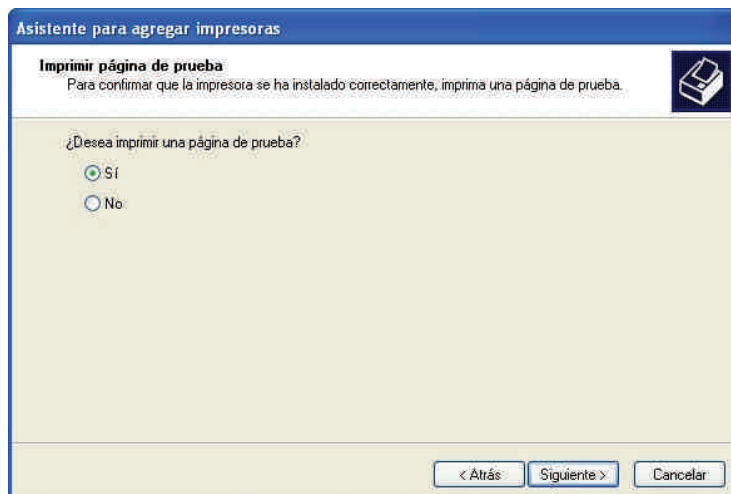 Asistente para agregar impresoras
Imprimir página de prueba
Para confirmar que la impresora se ha instalado correctamente, imprima una página de prueba.
¿Desea imprimir una página de prueba?
Sí
No
< Atrás Siguiente > Cancelar